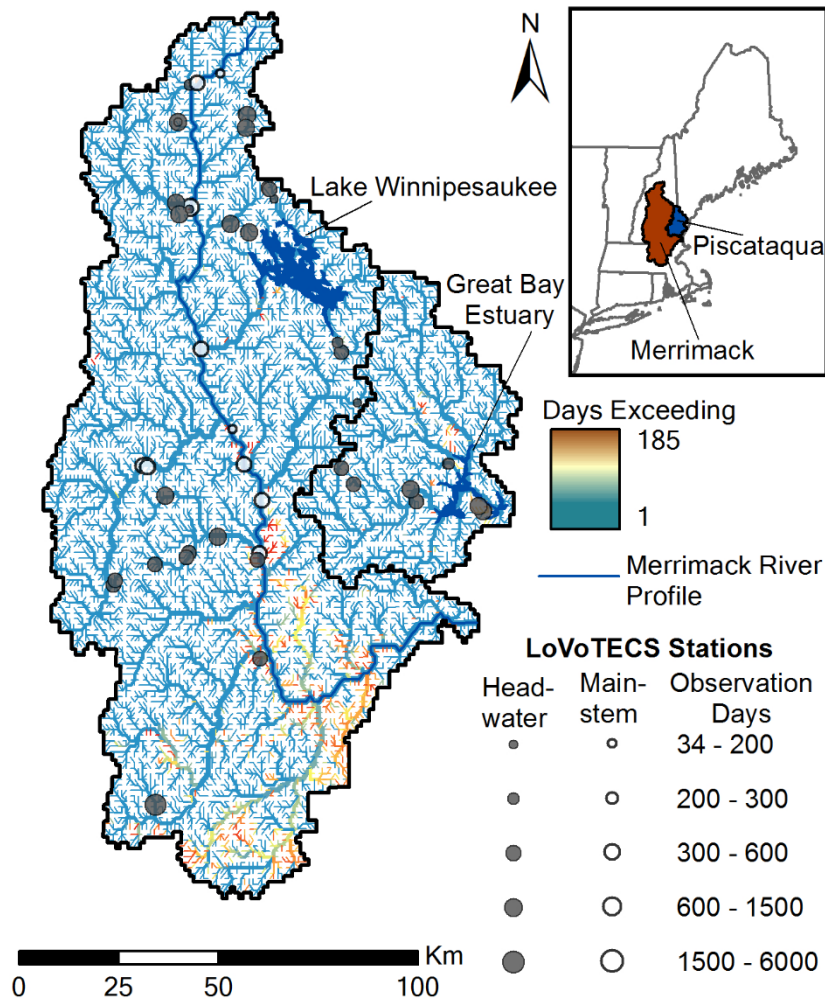 N
Lake Winnipesaukee
Piscataqua
Great Bay
Estuary
Merrimack
Days Exceeding
185
1
Merrimack River
Profile
LoVoTECS Stations
Head-
water
Main-
stem
Observation
Days
34 - 200
200 - 300
300 - 600
600 - 1500
1500 - 6000
Km
0 25 50 100